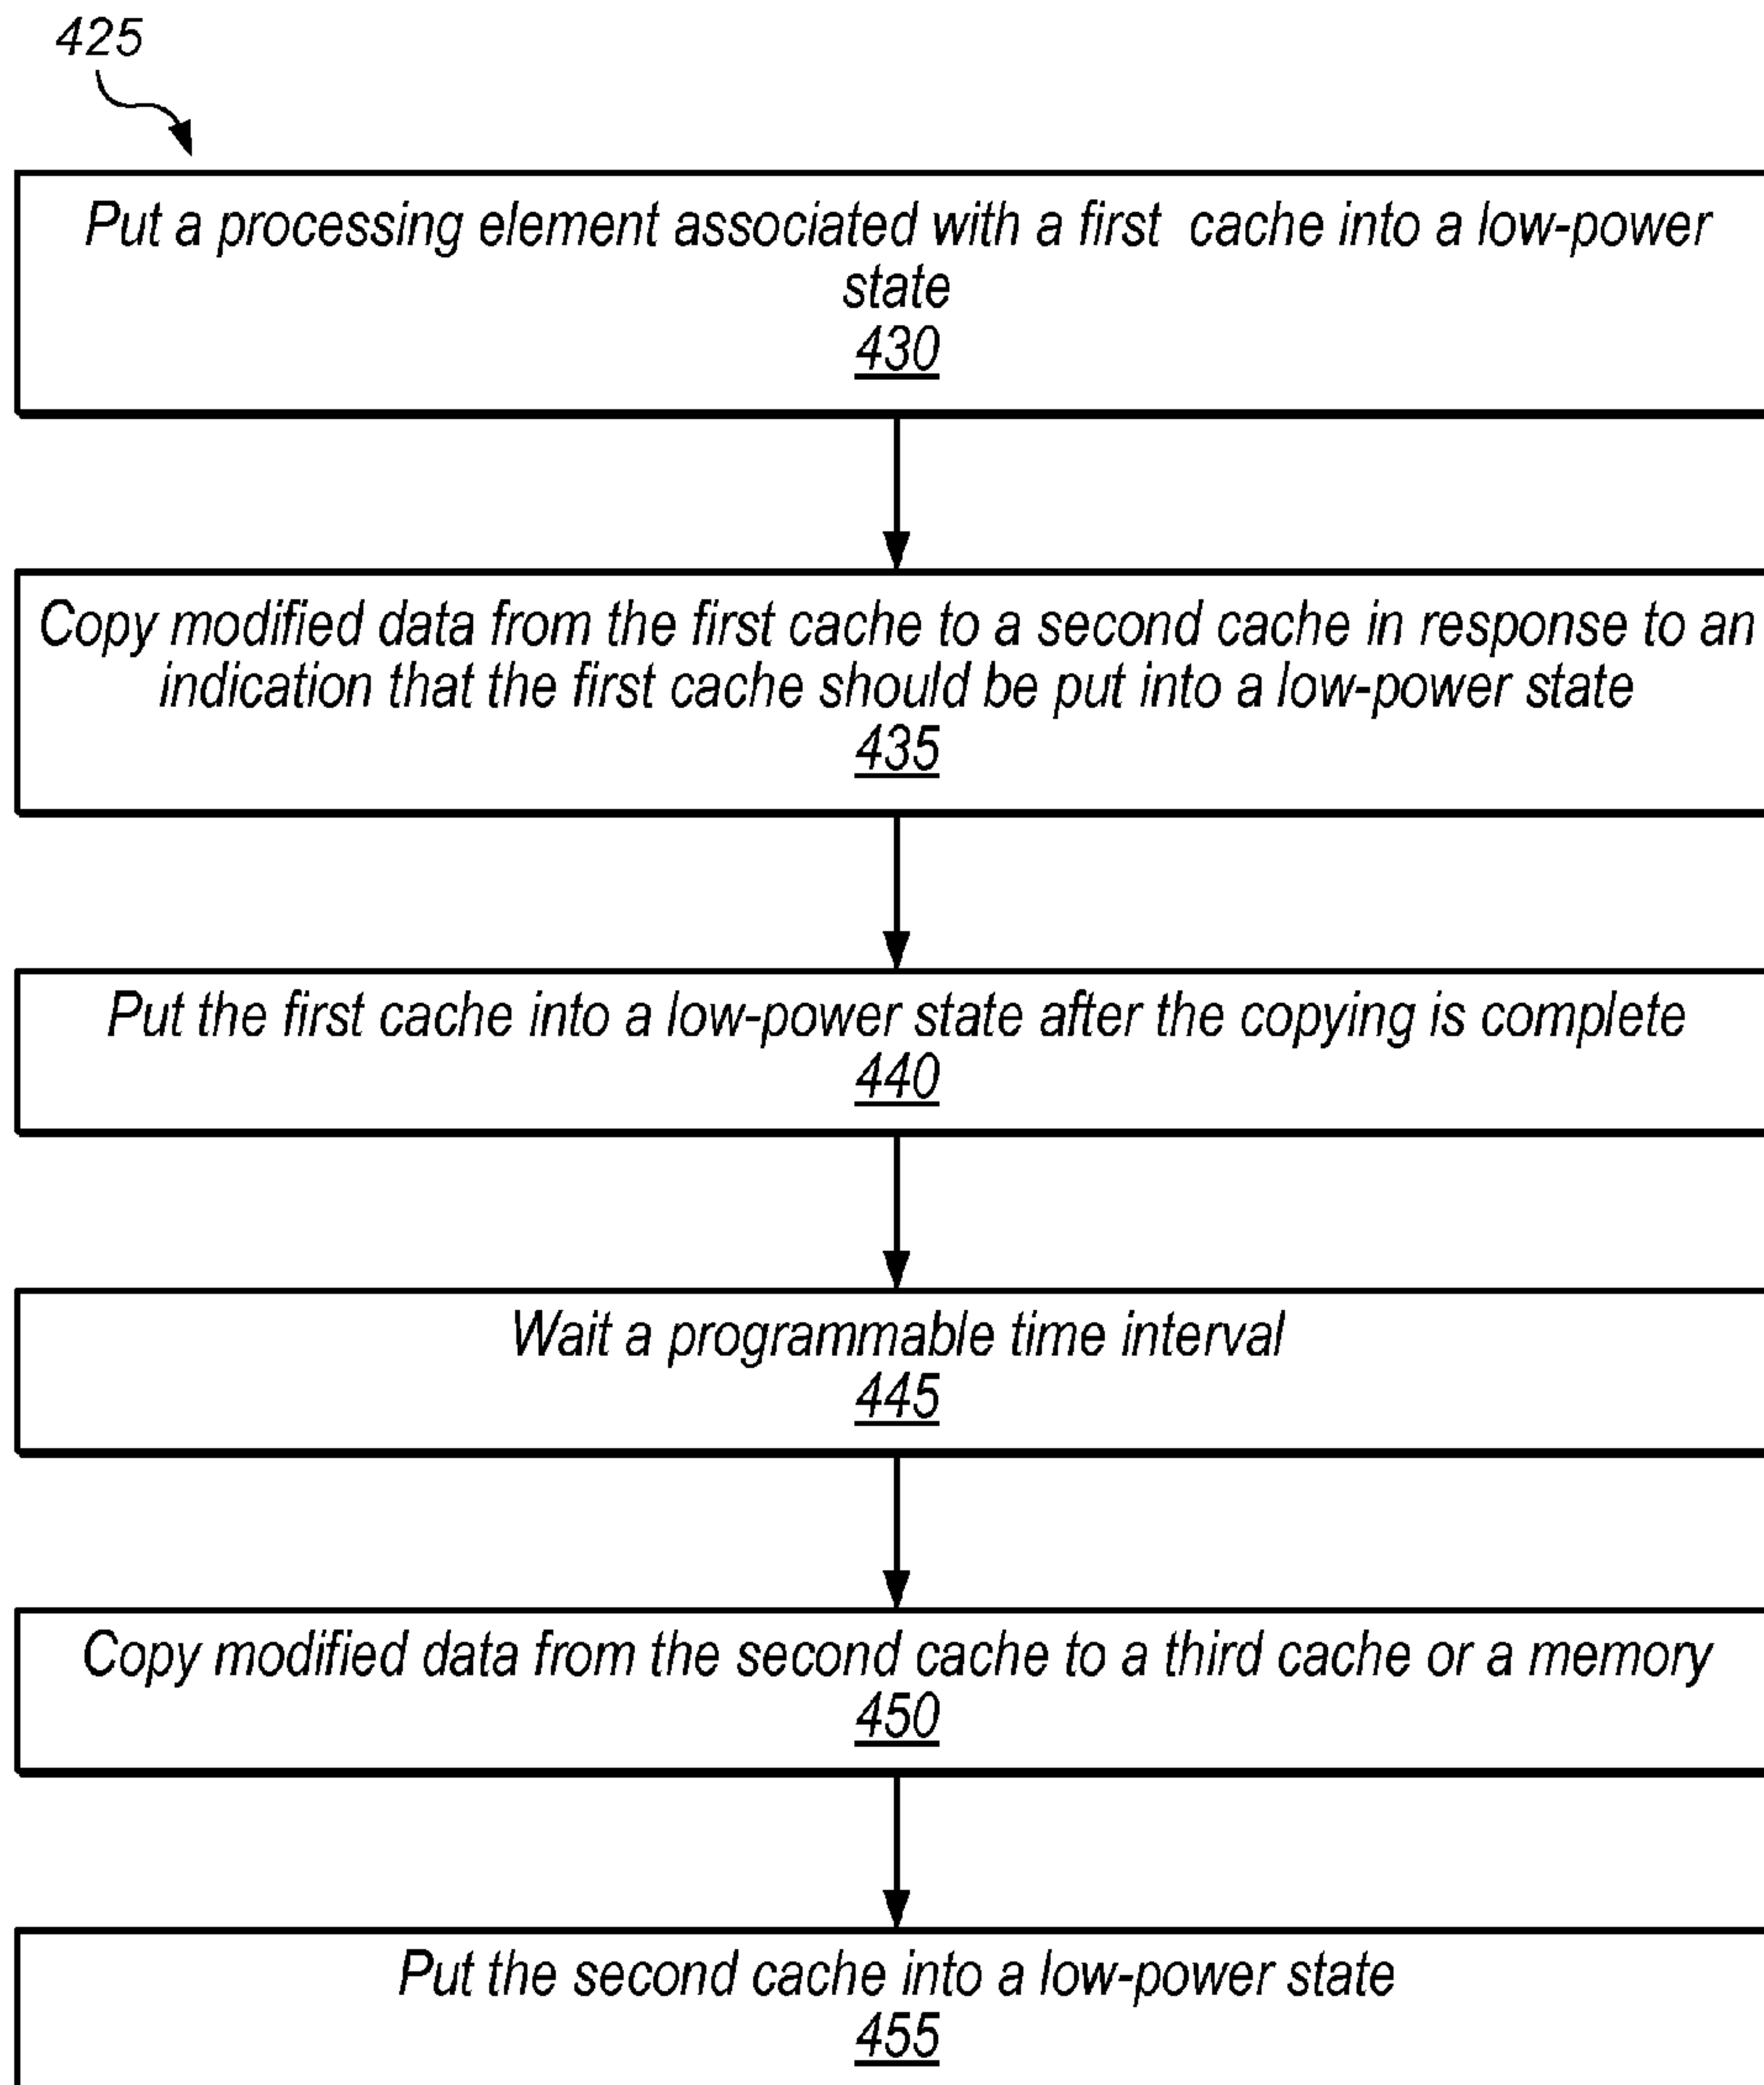 425
Put a processing element associated with a first cache into a low-power
state
430
Copy modified data from the first cache to a second cache in response to an
indication that the first cache should be put into a low-power state
435
Put the first cache into a low-power state after the copying is complete
440
Wait a programmable time interval
445
Copy modified data from the second cache to a third cache or a memory
450
Put the second cache into a low-power state
455